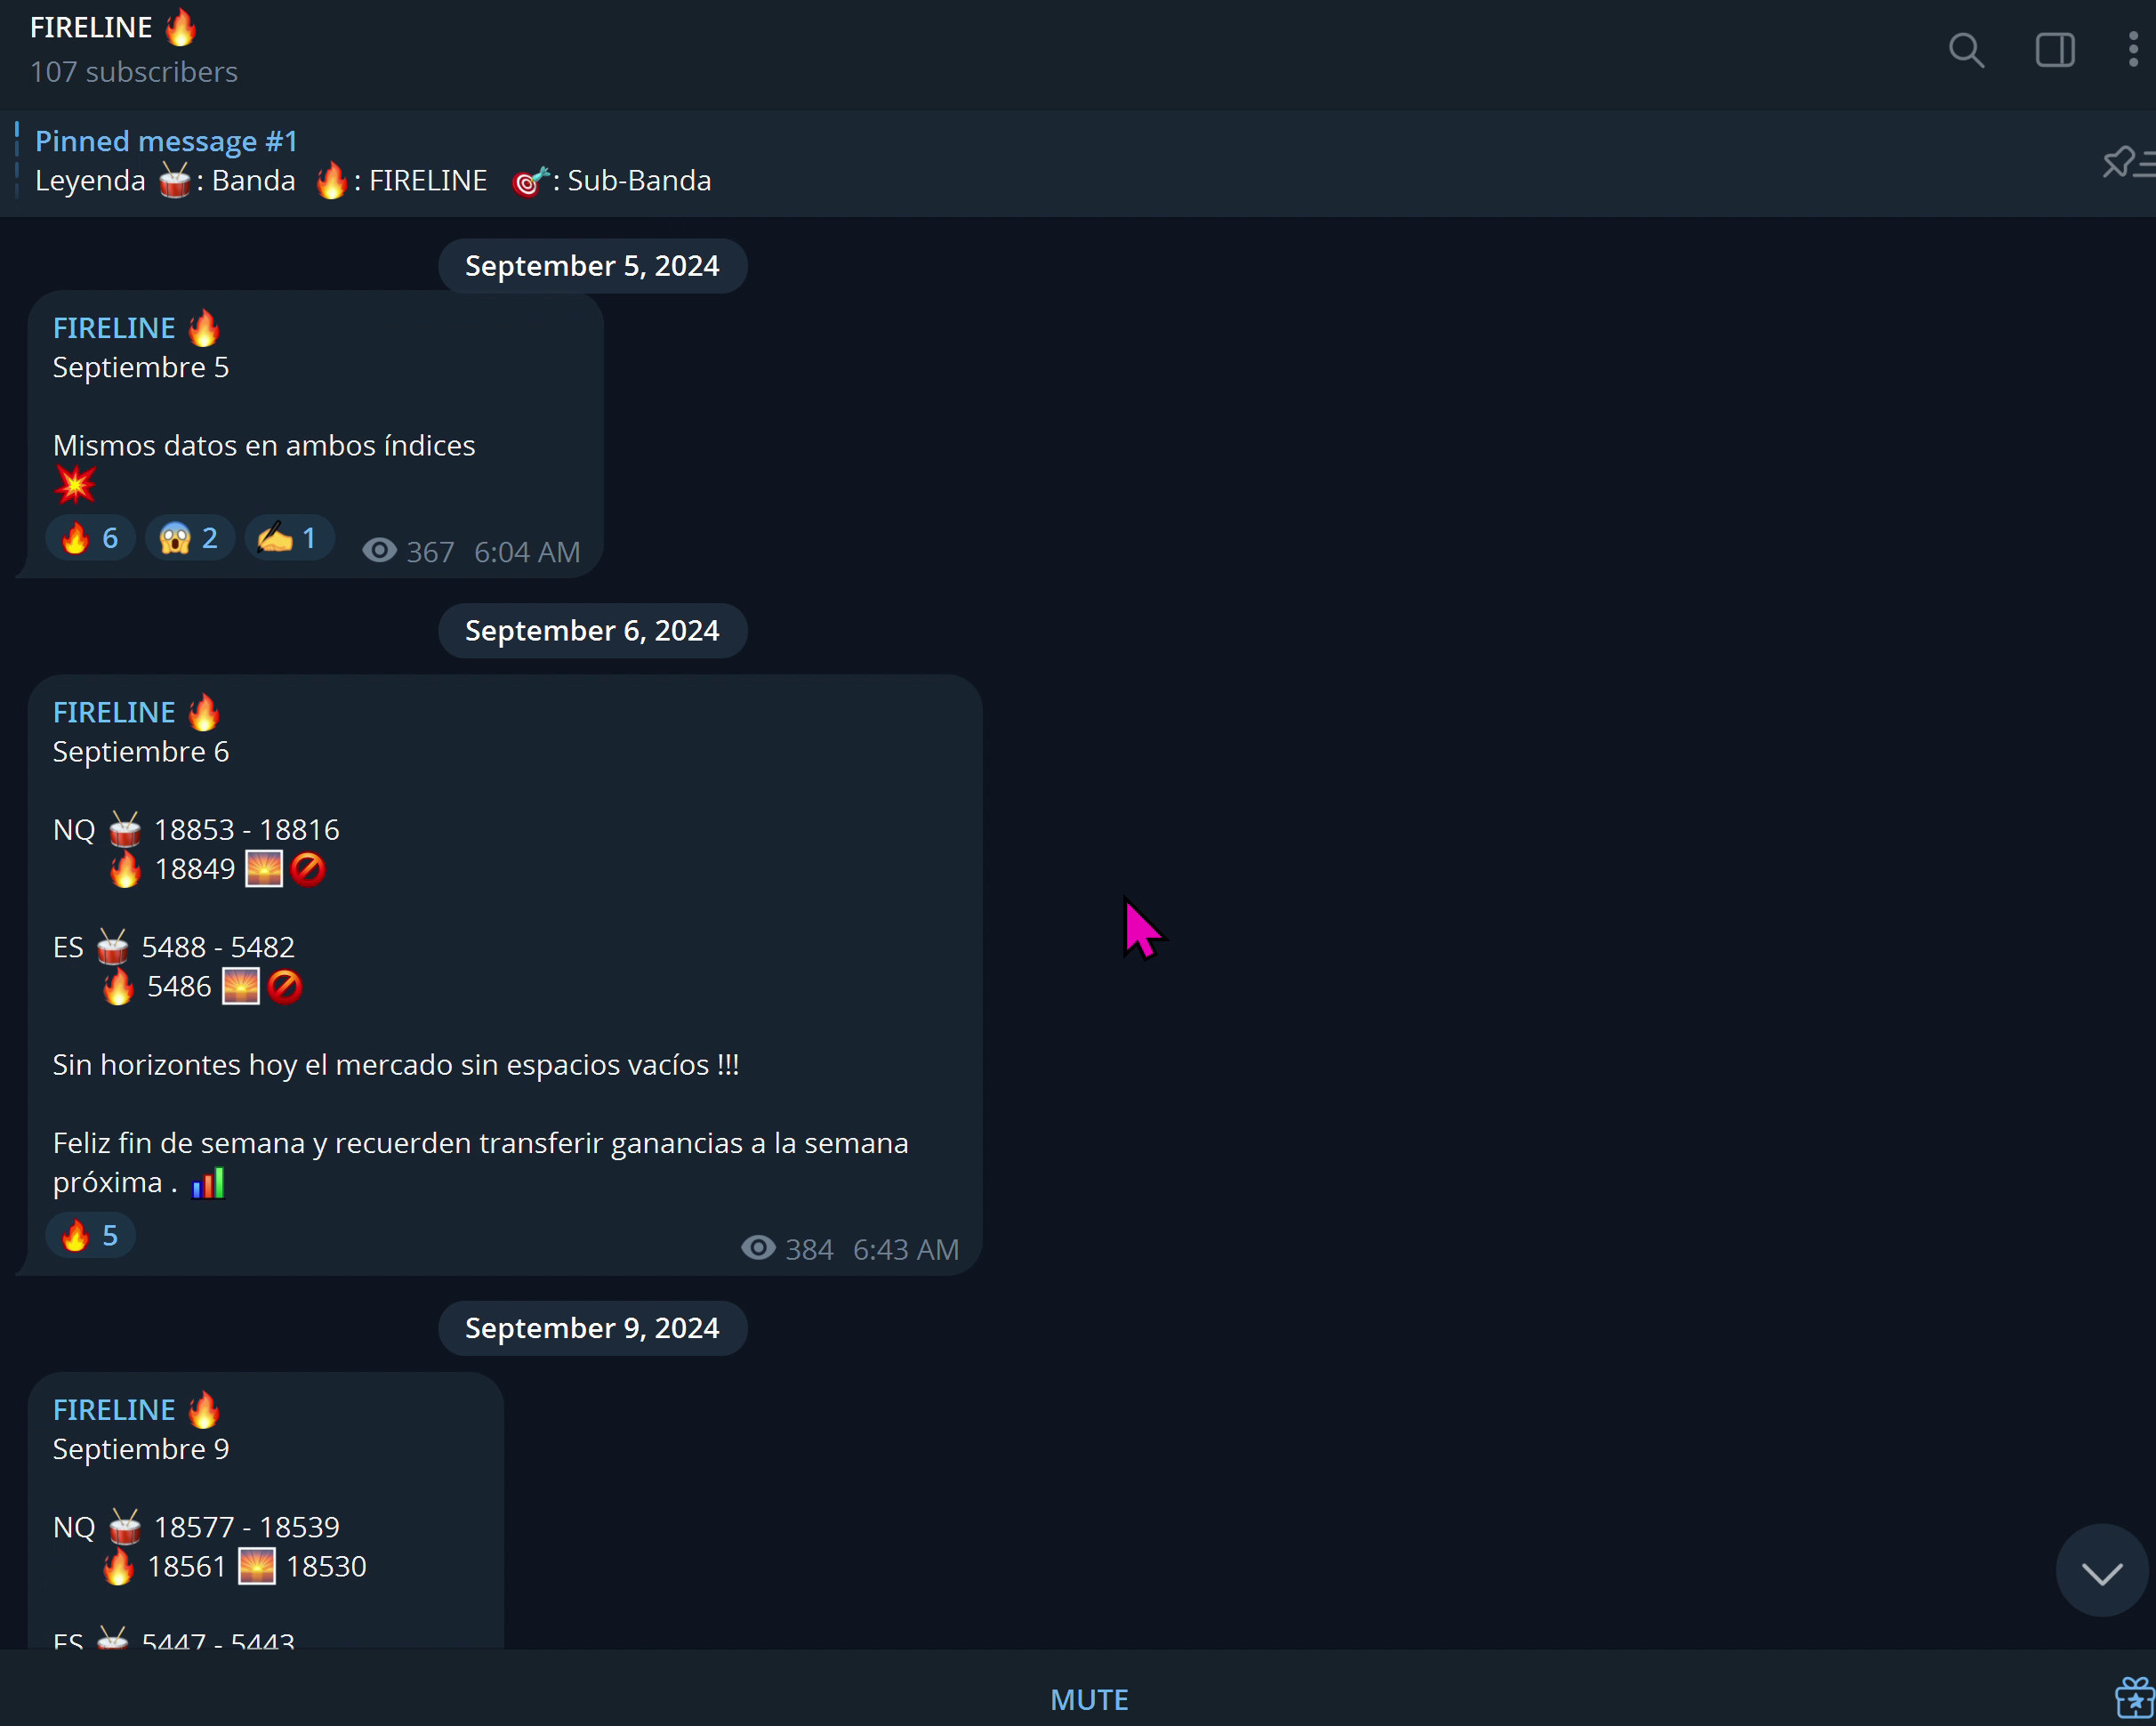 FIRELINE 🔥
107 subscribers
Pinned message #1
Leyenda 🥁: Banda 🔥: FIRELINE 🎯: Sub-Banda
September 5, 2024
FIRELINE 🔥
Septiembre 5
Mismos datos en ambos índices
💥
🔥 6 😱 2 ✍️ 1 367 6:04 AM
September 6, 2024
FIRELINE 🔥
Septiembre 6
NQ 🥁 18853 - 18816
🔥 18849 🌅🚫
ES 🥁 5488 - 5482
🔥 5486 🌅🚫
Sin horizontes hoy el mercado sin espacios vacíos !!!
Feliz fin de semana y recuerden transferir ganancias a la semana
próxima . 📊
🔥 5 384 6:43 AM
September 9, 2024
FIRELINE 🔥
Septiembre 9
NQ 🥁 18577 - 18539
🔥 18561 🌅 18530
ES 🥁 5447 - 5443
MUTE